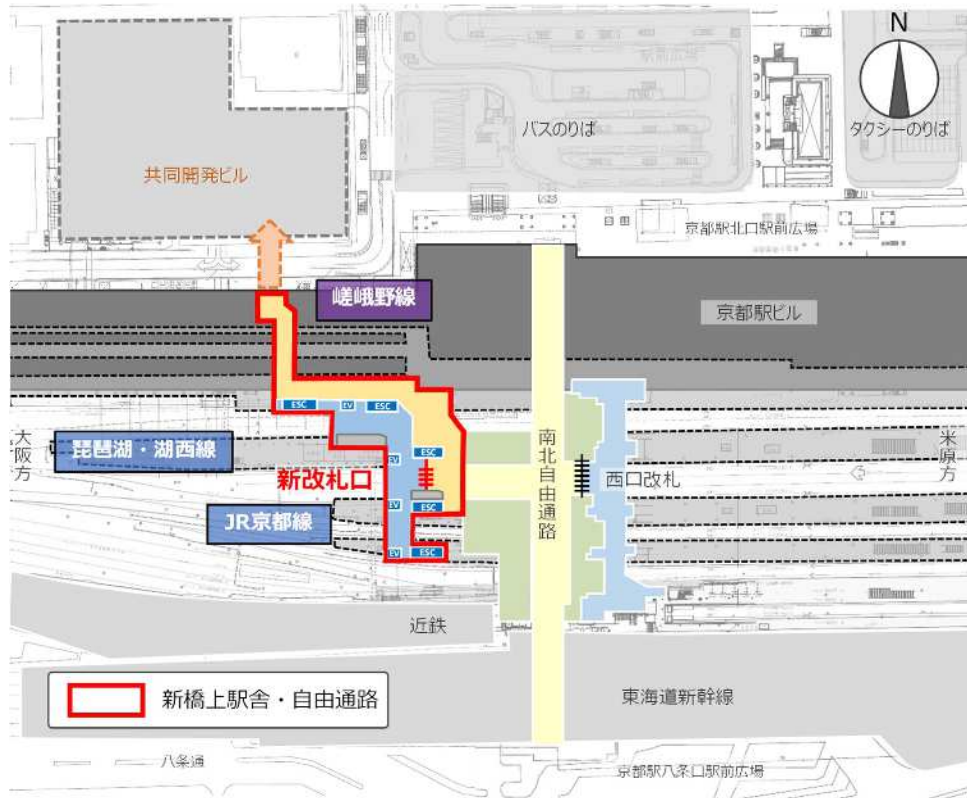 N
駅前広場
バスのりば
タクシーのりば
共同開発ビル
京都駅北口駅前広場
嵯峨野線
京都駅ビル
ESC
EV
ESC
大阪方
琵琶湖・湖西線
ESC
南北自由通路
米原方
新改札口
EV
西口改札
JR京都線
EV
ESC
EV
ESC
近鉄
新橋上駅舎・自由通路
東海道新幹線
八条通
京都駅八条口駅前広場